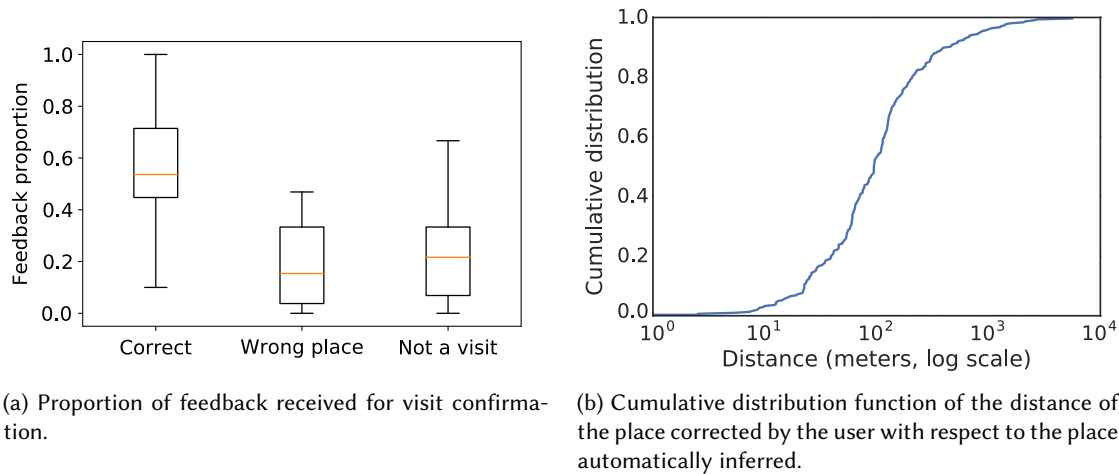 1.0
0.8
0.6
0.4
0.2
0.0
Feedback proportion
Correct Wrong place Not a visit
(a) Proportion of feedback received for visit confirma-
tion.
1.0
0.8
0.6
0.4
0.2
0.0
Cumulative distribution
10^0 10^1 10^2 10^3 10^4
Distance (meters, log scale)
(b) Cumulative distribution function of the distance of
the place corrected by the user with respect to the place
automatically inferred.